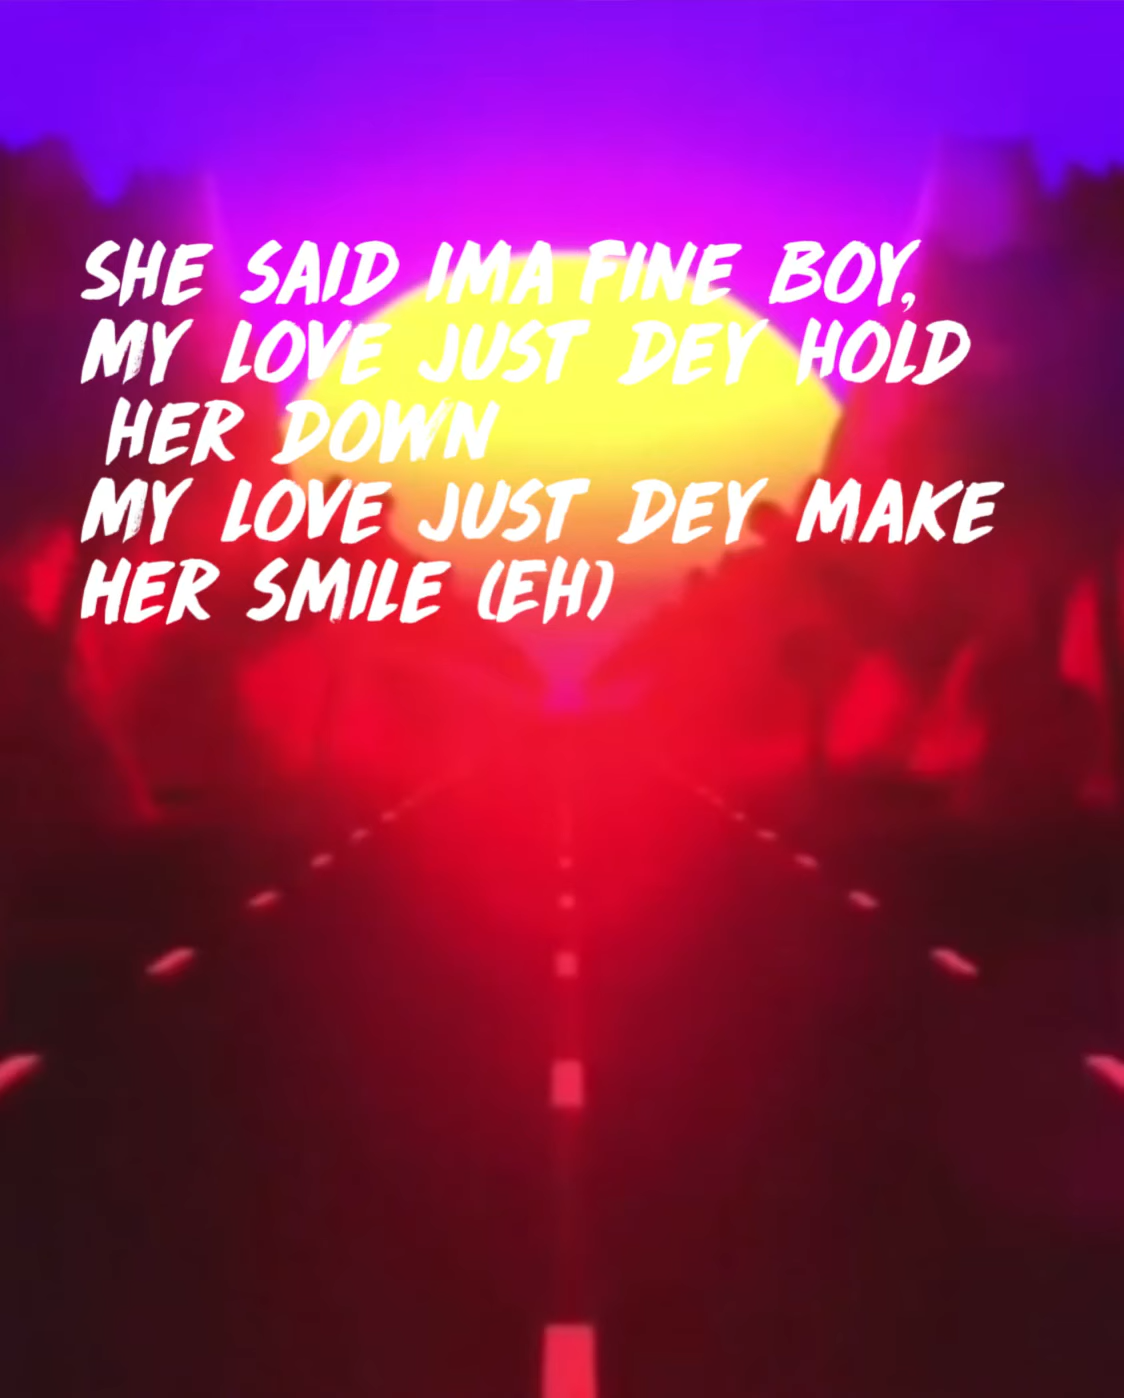 SHE SAID IMA FINE BOY,
MY LOVE JUST DEY HOLD
HER DOWN
MY LOVE JUST DEY MAKE
HER SMILE (EH)